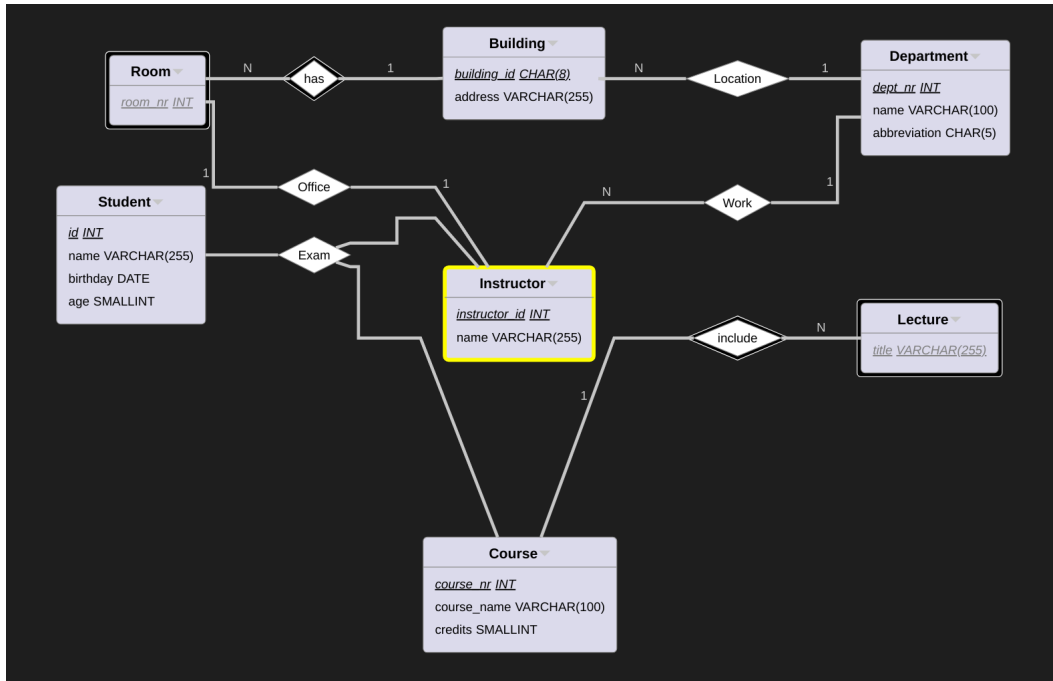 Room
room_nr INT
N
has
1
Building
building_id CHAR(8)
address VARCHAR(255)
N
Location
1
Department
dept_nr INT
name VARCHAR(100)
abbreviation CHAR(5)
1
Office
1
N
Work
1
Student
id INT
name VARCHAR(255)
birthday DATE
age SMALLINT
Exam
Instructor
instructor_id INT
name VARCHAR(255)
1
include
N
Lecture
title VARCHAR(255)
Course
course_nr INT
course_name VARCHAR(100)
credits SMALLINT